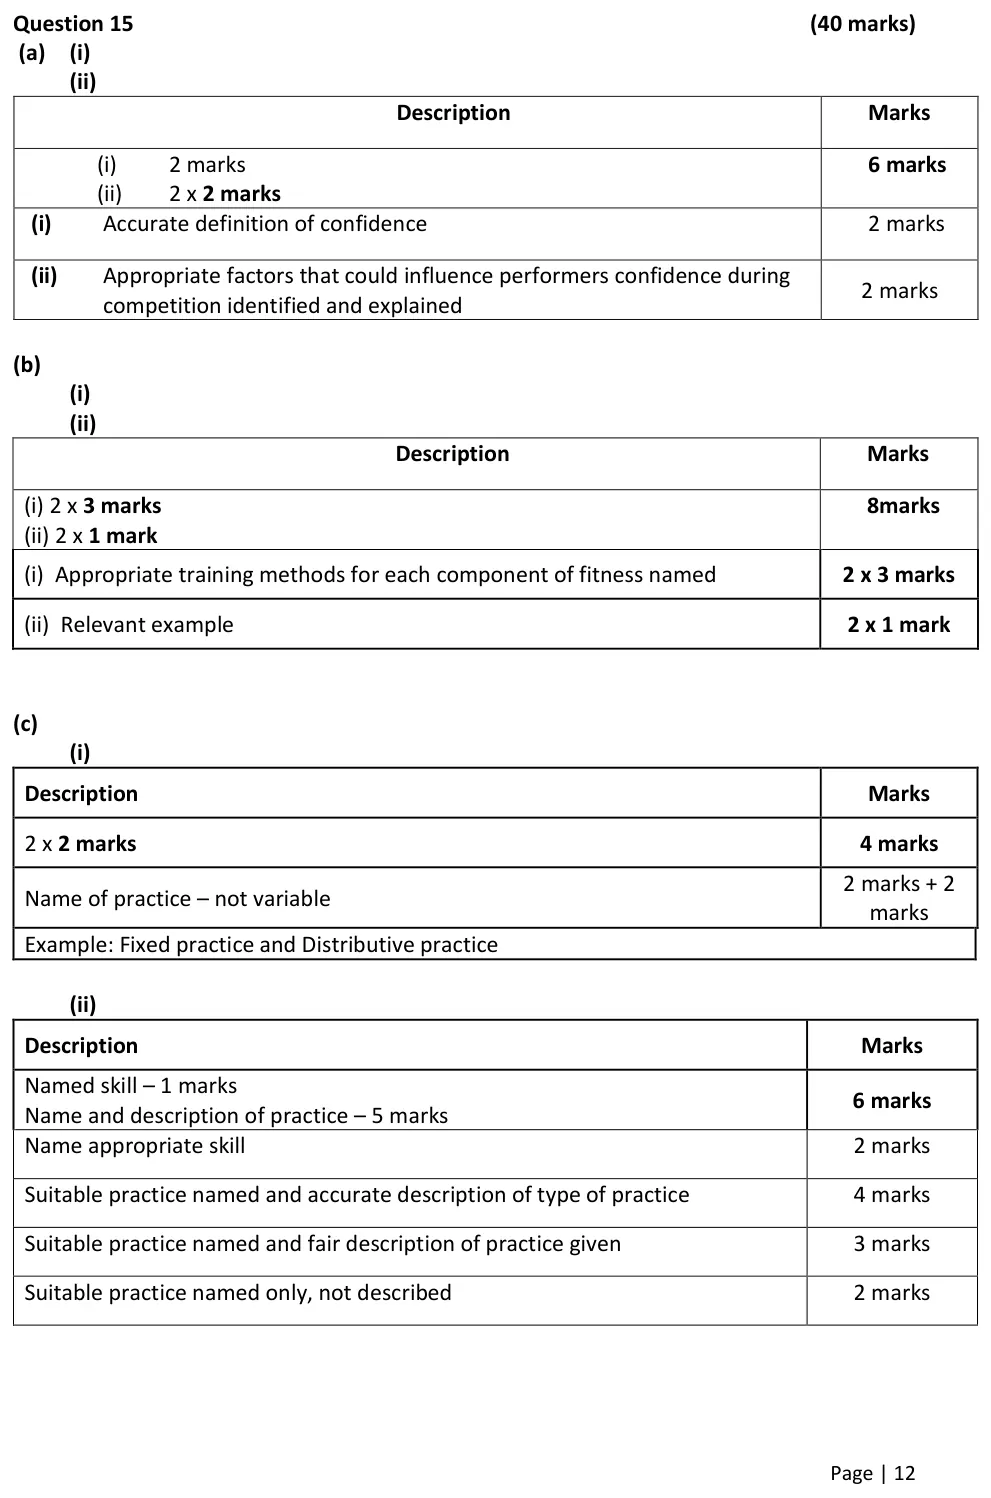 Question 15 (40 marks)
(a) (i)
(ii)
Description Marks
(i) 2 marks 6 marks
(ii) 2 x 2 marks
(i) Accurate definition of confidence 2 marks
(ii) Appropriate factors that could influence performers confidence during
competition identified and explained 2 marks
(b)
(i)
(ii)
Description Marks
(i) 2 x 3 marks 8marks
(ii) 2 x 1 mark
(i) Appropriate training methods for each component of fitness named 2 x 3 marks
(ii) Relevant example 2 x 1 mark
(c)
(i)
Description Marks
2 x 2 marks 4 marks
Name of practice – not variable 2 marks + 2
marks
Example: Fixed practice and Distributive practice
(ii)
Description Marks
Named skill – 1 marks
Name and description of practice – 5 marks 6 marks
Name appropriate skill 2 marks
Suitable practice named and accurate description of type of practice 4 marks
Suitable practice named and fair description of practice given 3 marks
Suitable practice named only, not described 2 marks
Page | 12